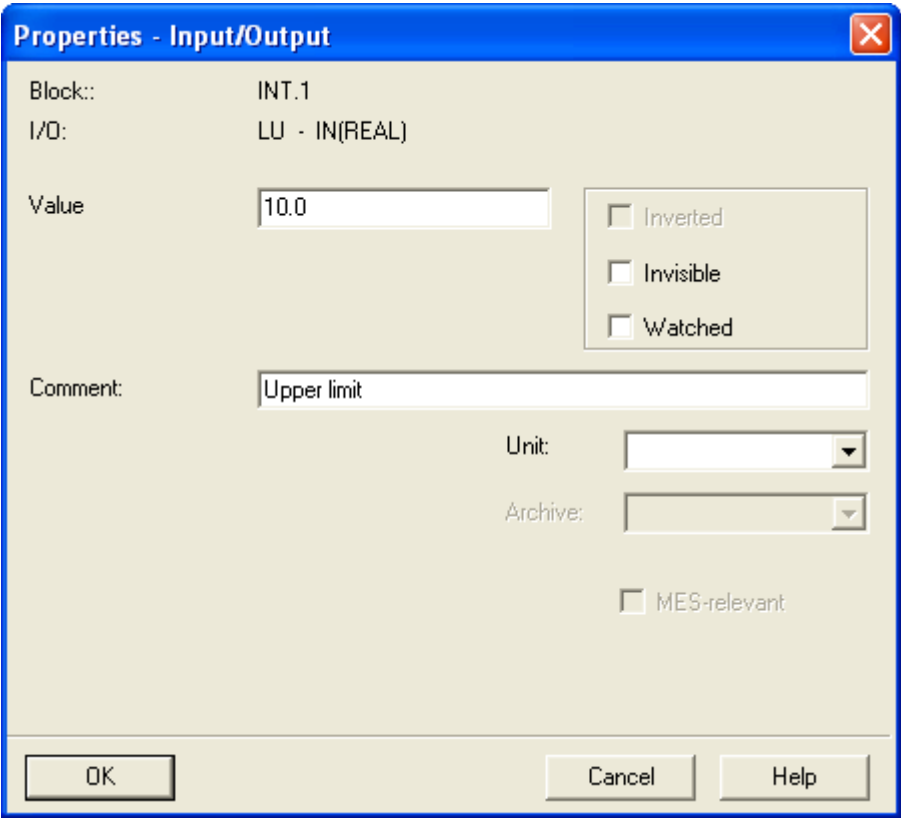 Properties - Input/Output
Block:: INT.1
I/O: LU - IN(REAL)
Value 10.0
Inverted
Invisible
Watched
Comment: Upper limit
Unit:
Archive:
MES-relevant
OK Cancel Help